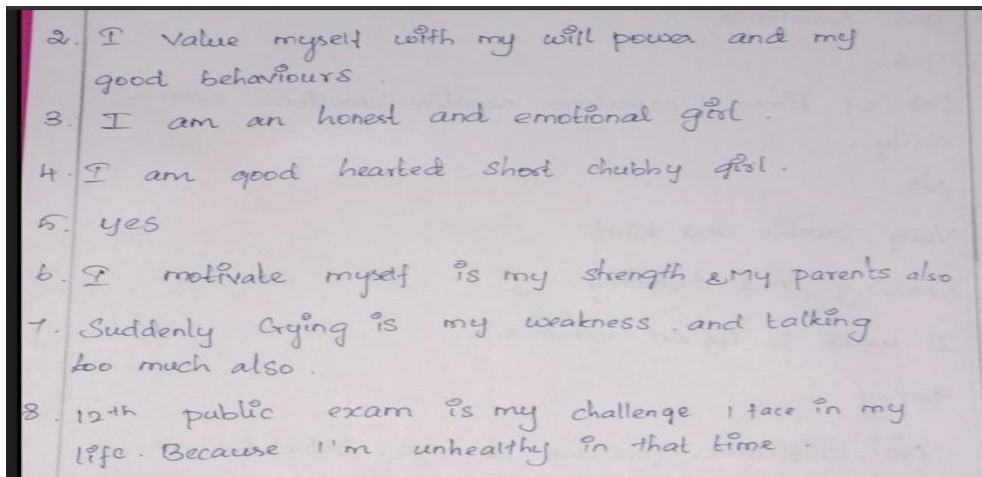 2. I value myself with my will power and my
good behaviours.
3. I am an honest and emotional girl.
4. I am good hearted short chubby girl.
5. yes
6. I motivate myself is my strength & My parents also
7. Suddenly Crying is my weakness. and talking
too much also.
8. 12th public exam is my challenge I face in my
life. Because I'm unhealthy in that time.